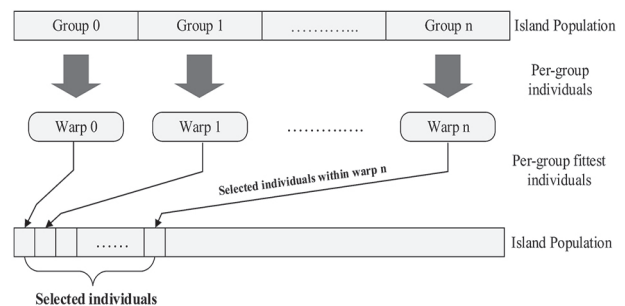 Group 0 Group 1 ………….. Group n Island Population
Per-group
individuals
Warp 0 Warp 1 ………….. Warp n
Per-group fittest
individuals
Selected individuals within warp n
…… Island Population
Selected individuals